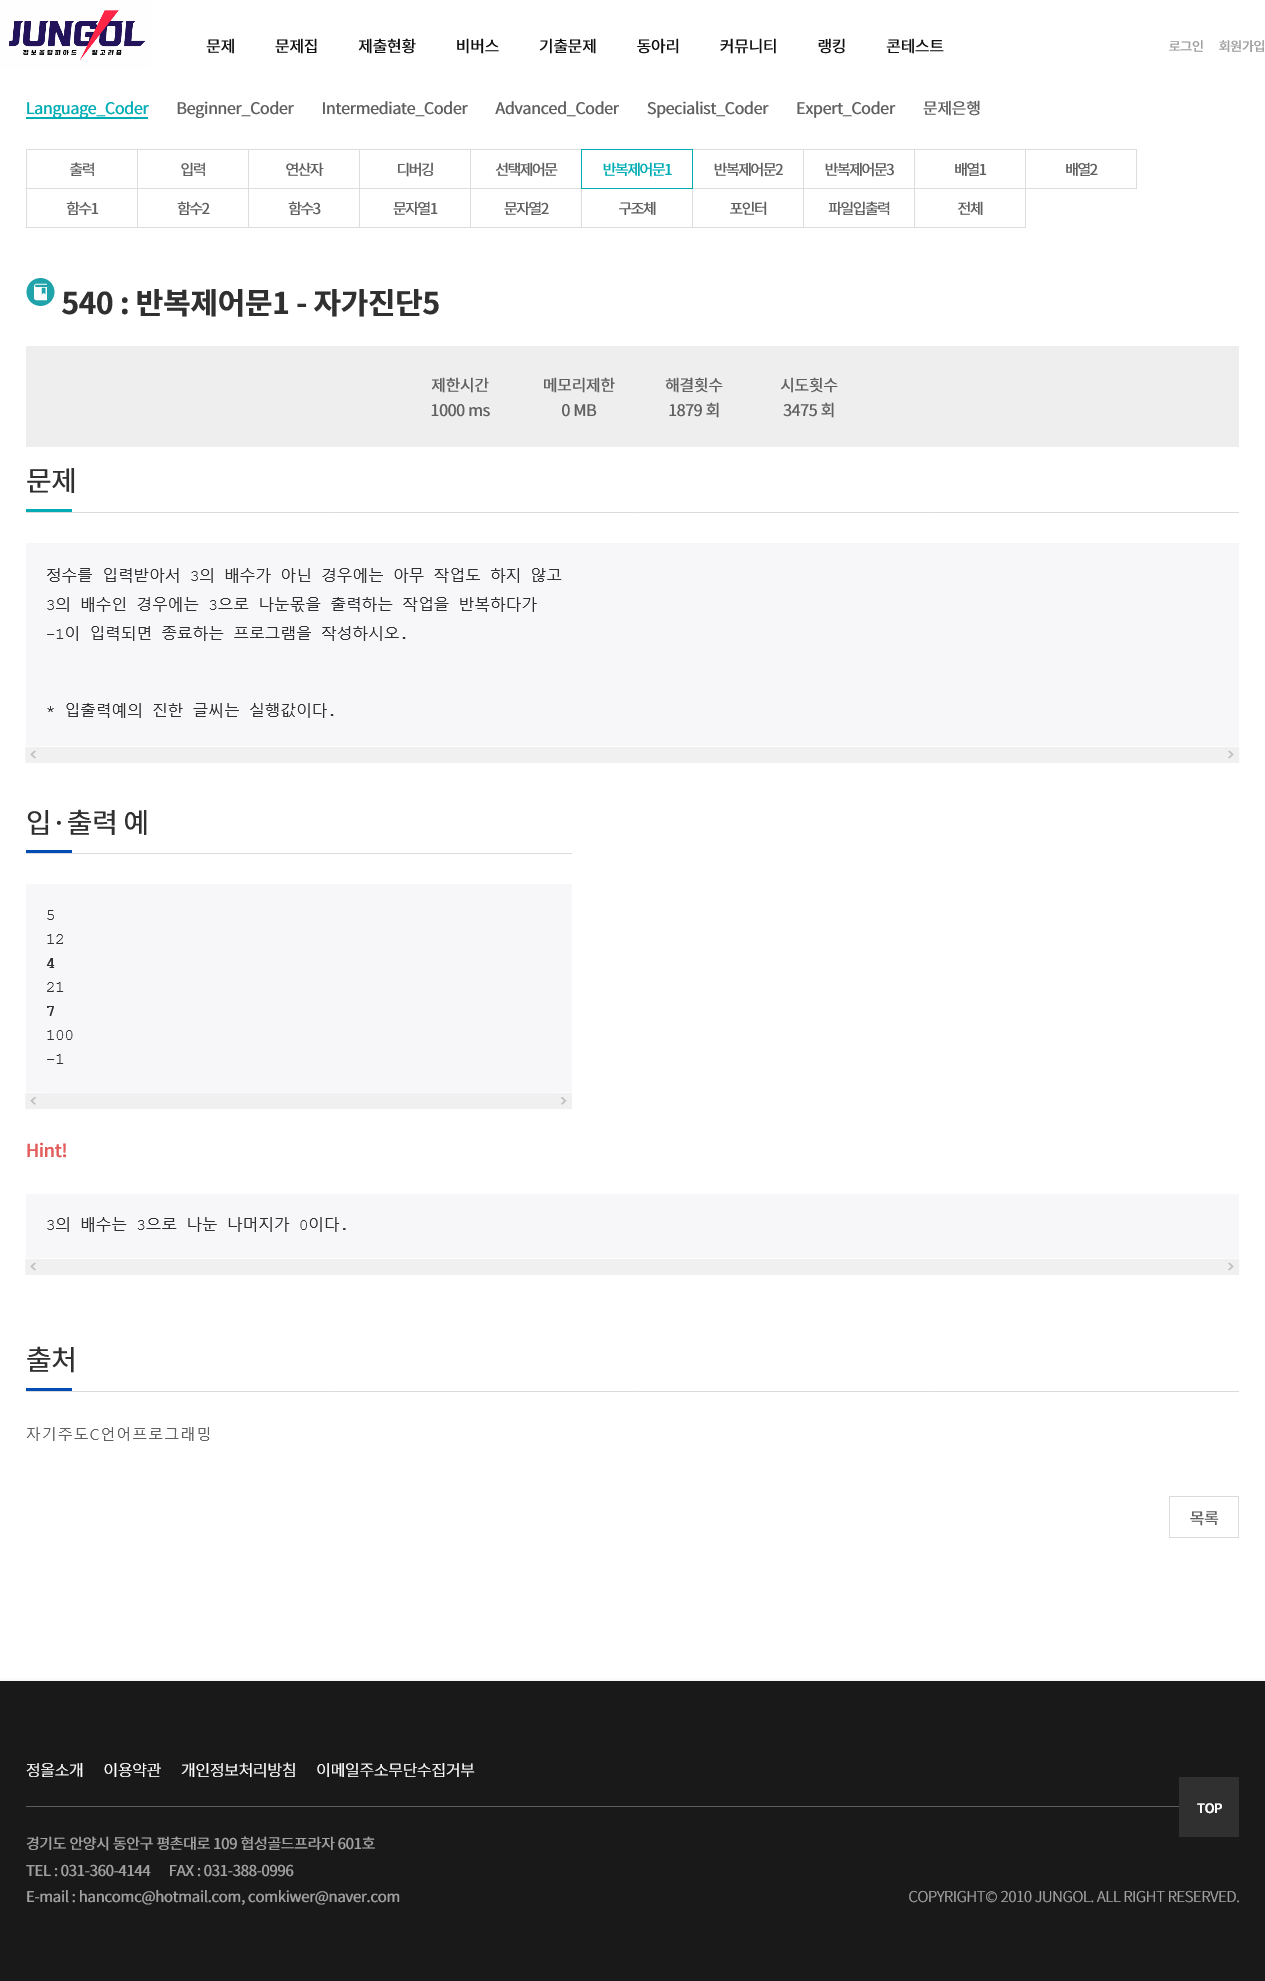 JUNGOL
정보올림피아드 알고리즘
문제 문제집 제출현황 비버스 기출문제 동아리 커뮤니티 랭킹 콘테스트 로그인 회원가입
Language_Coder Beginner_Coder Intermediate_Coder Advanced_Coder Specialist_Coder Expert_Coder 문제은행
출력 입력 연산자 디버깅 선택제어문 반복제어문1 반복제어문2 반복제어문3 배열1 배열2
함수1 함수2 함수3 문자열1 문자열2 구조체 포인터 파일입출력 전체
540 : 반복제어문1 - 자가진단5
제한시간 메모리제한 해결횟수 시도횟수
1000 ms 0 MB 1879 회 3475 회
문제
정수를 입력받아서 3의 배수가 아닌 경우에는 아무 작업도 하지 않고
3의 배수인 경우에는 3으로 나눈몫을 출력하는 작업을 반복하다가
-1이 입력되면 종료하는 프로그램을 작성하시오.
* 입출력예의 진한 글씨는 실행값이다.
입·출력 예
5
12
4
21
7
100
-1
Hint!
3의 배수는 3으로 나눈 나머지가 0이다.
출처
자기주도C언어프로그래밍
목록
정올소개 이용약관 개인정보처리방침 이메일주소무단수집거부
TOP
경기도 안양시 동안구 평촌대로 109 협성골드프라자 601호
TEL : 031-360-4144 FAX : 031-388-0996
E-mail : hancomc@hotmail.com, comkiwer@naver.com COPYRIGHT© 2010 JUNGOL. ALL RIGHT RESERVED.